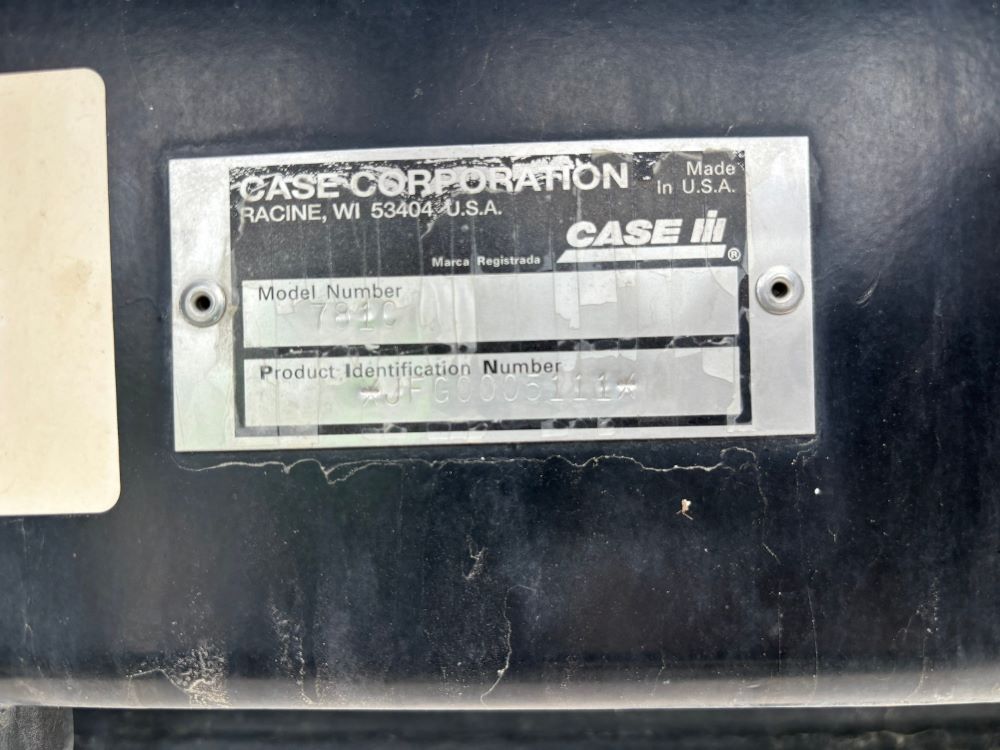 CASE CORPORATION
Made
In U.S.A.
RACINE, WI 53404 U.S.A.
CASE IH ®
Marca Registrada
Model Number
781C
Product Identification Number
*JFG0005111*